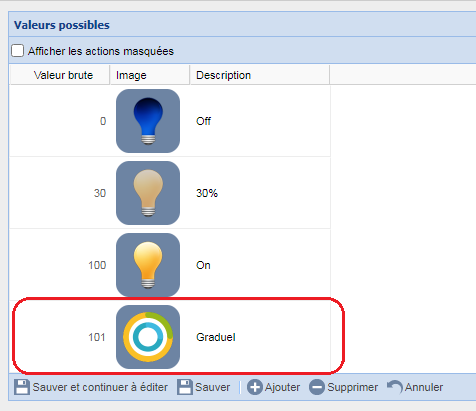 Valeurs possibles
Afficher les actions masquées
Valeur brute Image Description
0 Off
30 30%
100 On
101 Graduel
Sauver et continuer à éditer Sauver Ajouter Supprimer Annuler